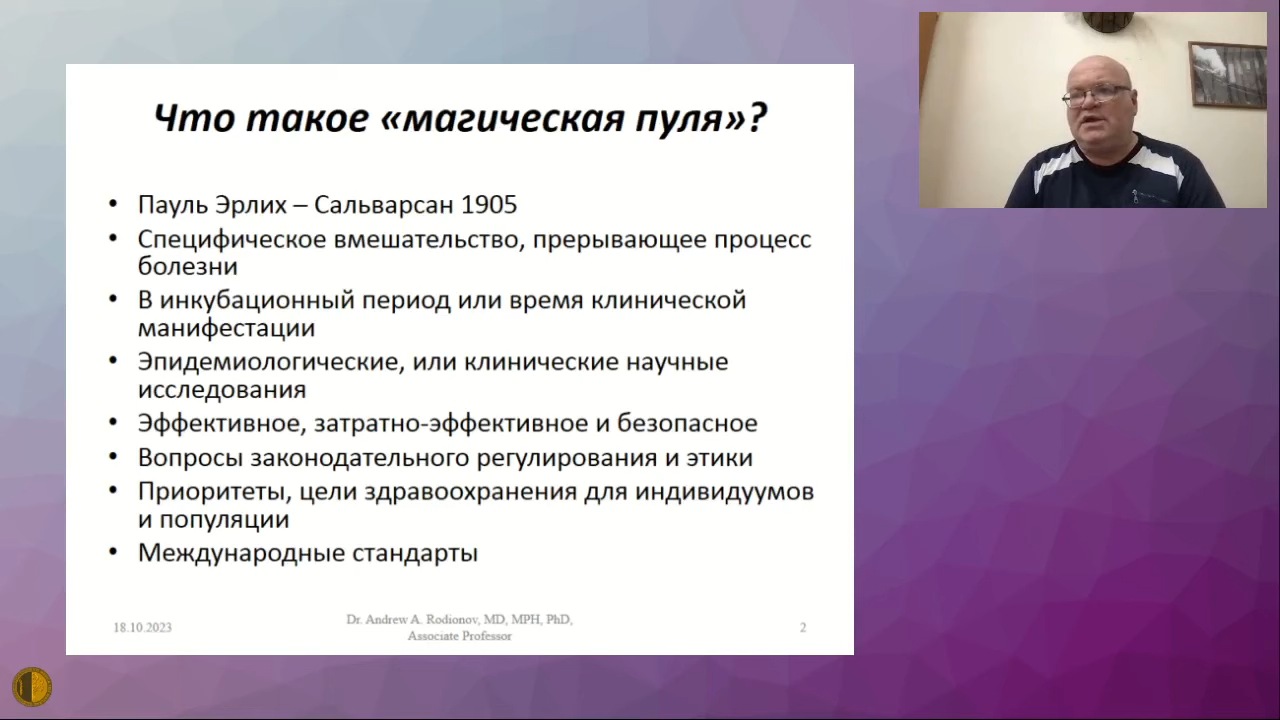 Что такое «магическая пуля»?
• Пауль Эрлих – Сальварсан 1905
• Специфическое вмешательство, прерывающее процесс
болезни
• В инкубационный период или время клинической
манифестации
• Эпидемиологические, или клинические научные
исследования
• Эффективное, затратно-эффективное и безопасное
• Вопросы законодательного регулирования и этики
• Приоритеты, цели здравоохранения для индивидуумов
и популяции
• Международные стандарты
18.10.2023
Dr. Andrew A. Rodionov, MD, MPH, PhD,
Associate Professor
2